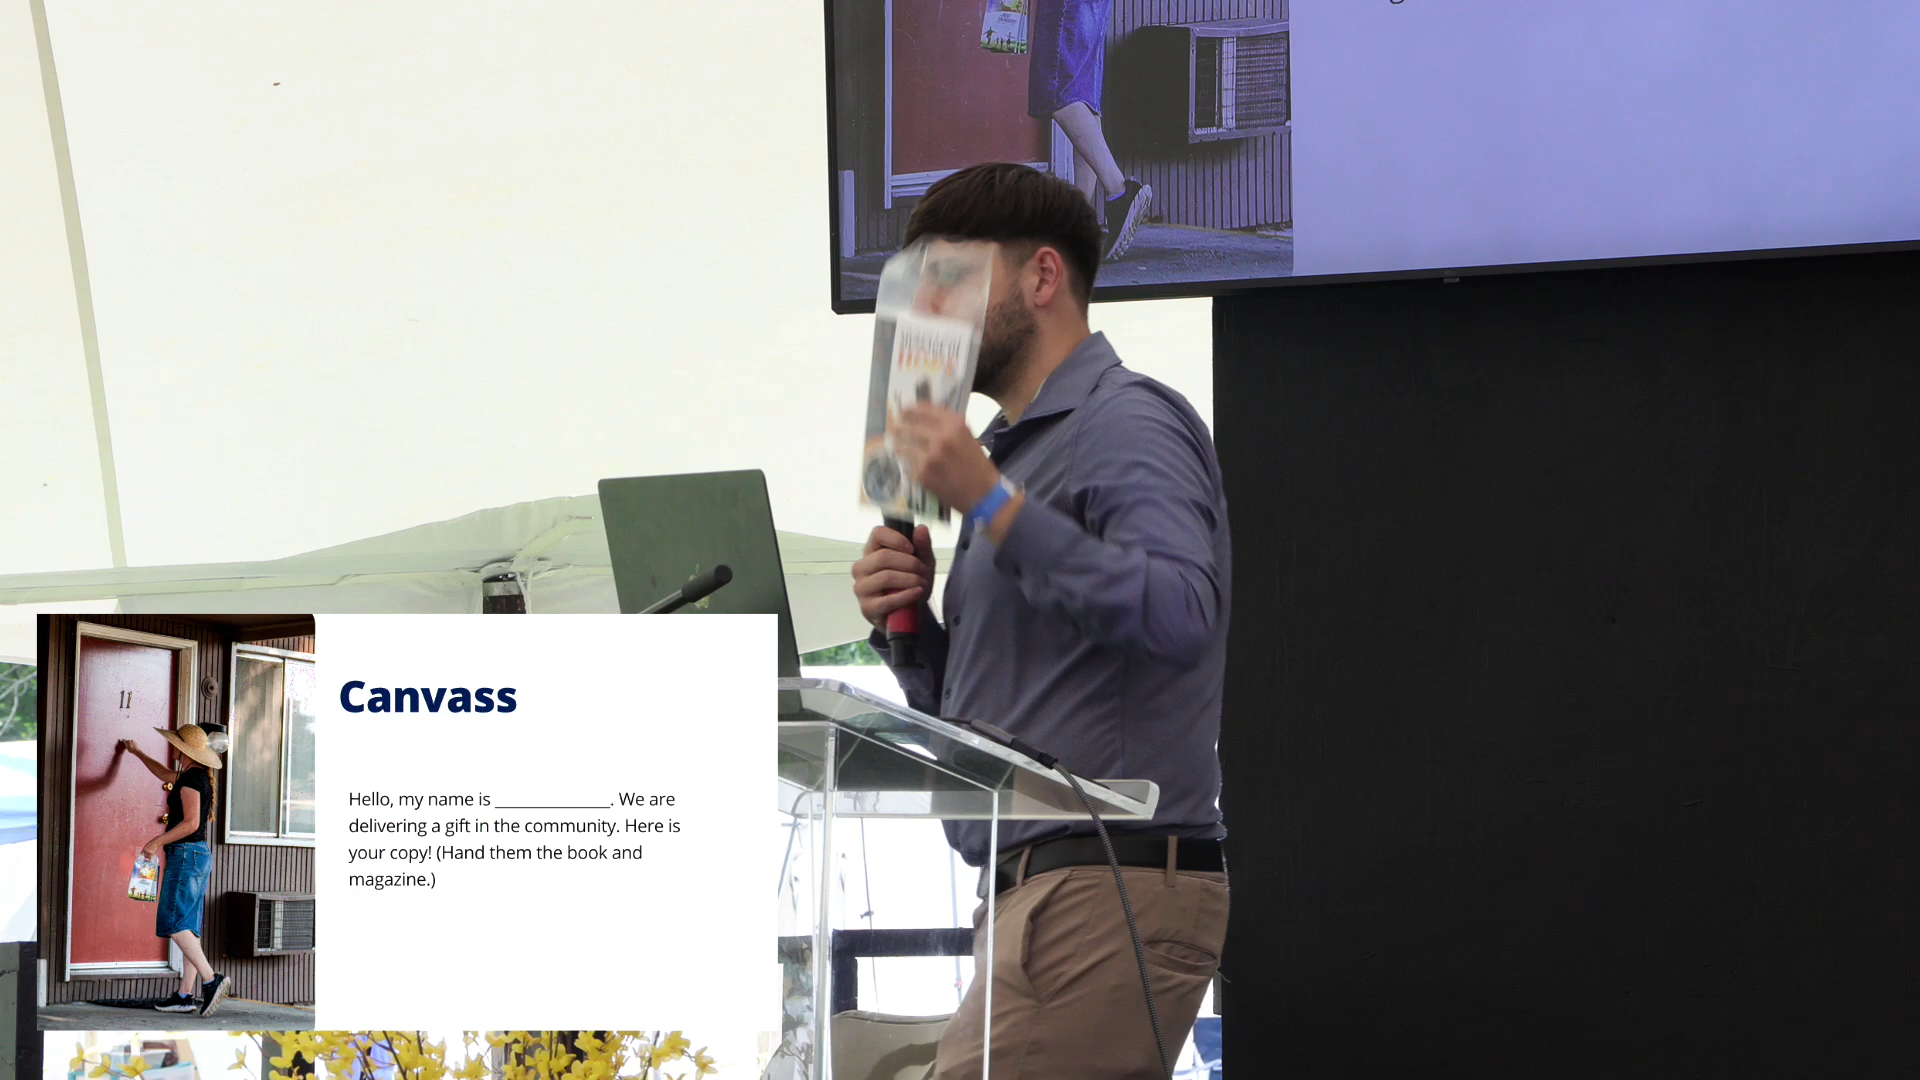 11
Canvass
Hello, my name is ____________. We are
delivering a gift in the community. Here is
your copy! (Hand them the book and
magazine.)